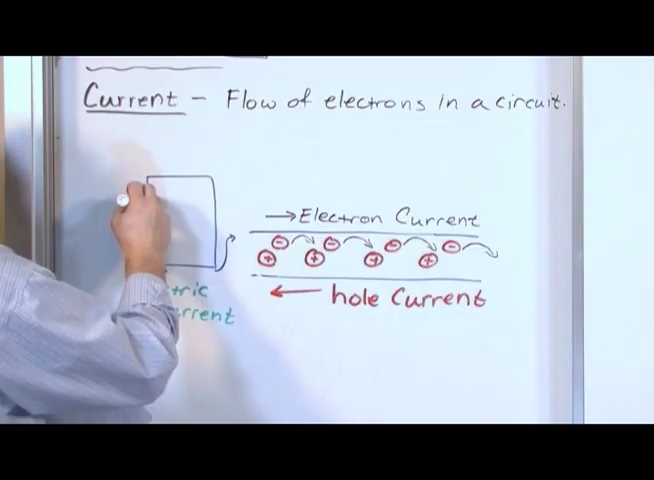 Current – Flow of electrons in a circuit.
→ Electron Current
- - - -
+ + + +
← hole Current